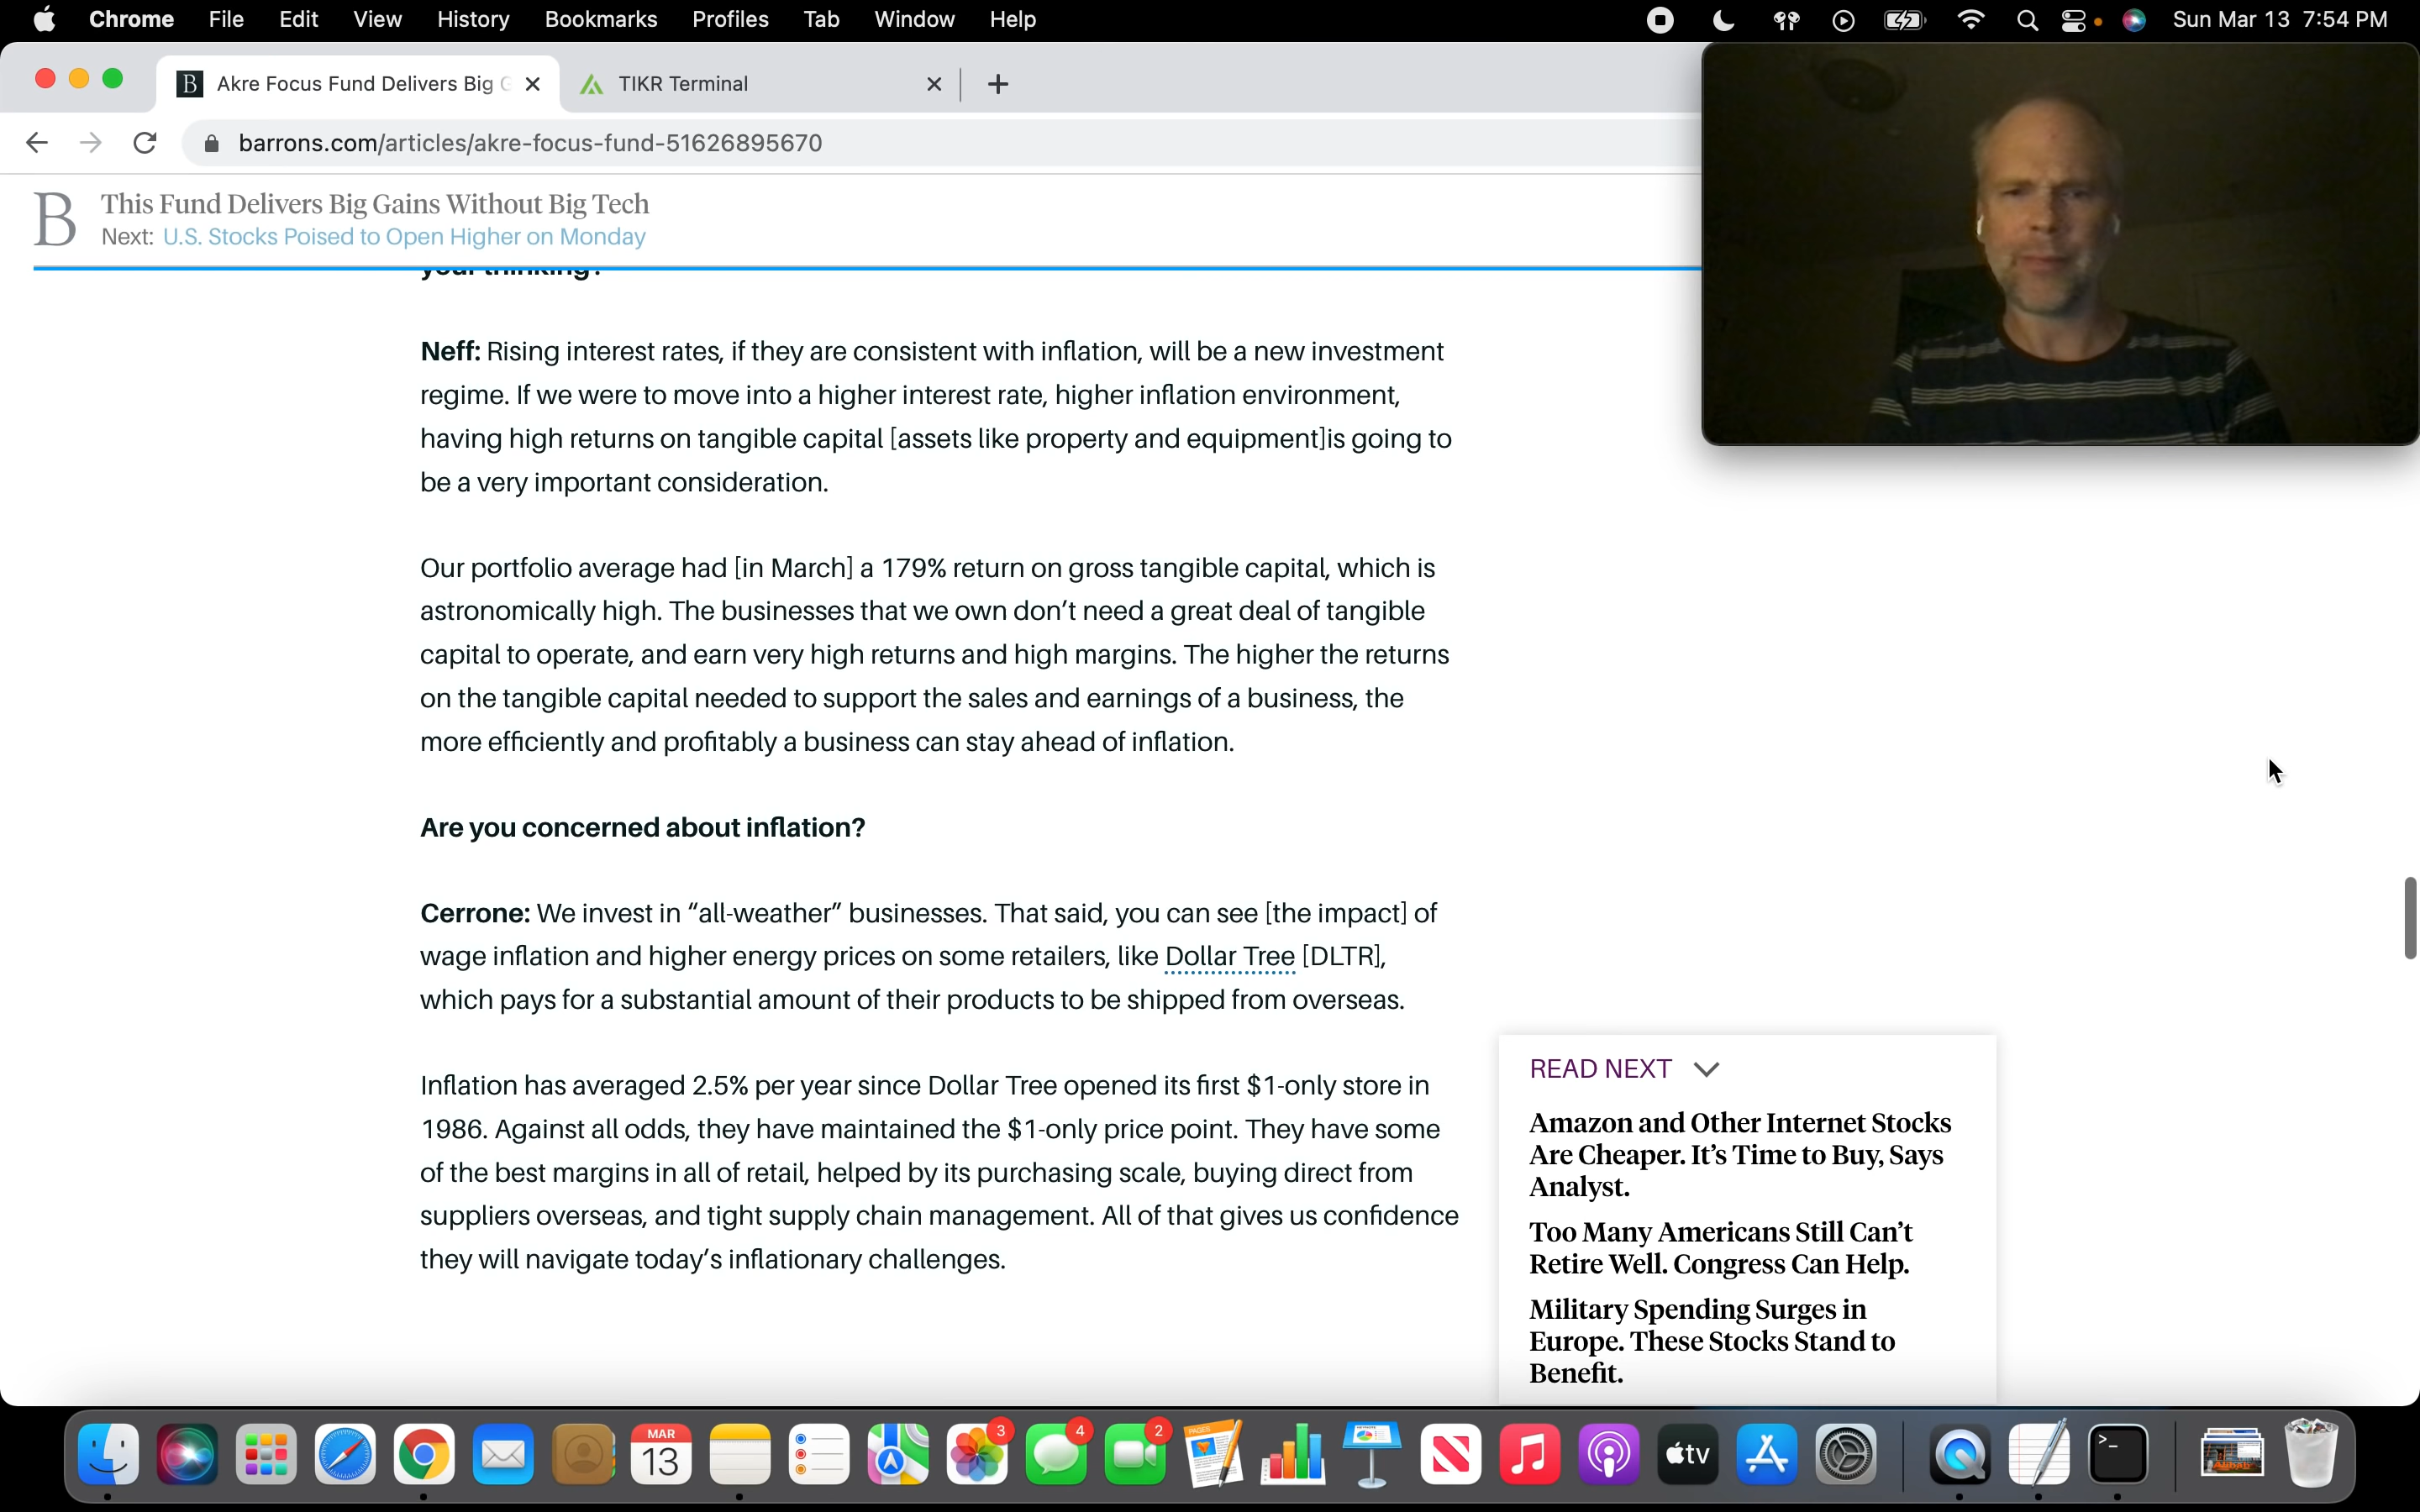 Chrome File Edit View History Bookmarks Profiles Tab Window Help Sun Mar 13 7:54 PM
B Akre Focus Fund Delivers Big TIKR Terminal
barrons.com/articles/akre-focus-fund-51626895670
B This Fund Delivers Big Gains Without Big Tech
Next: U.S. Stocks Poised to Open Higher on Monday
your thinking?
Neff: Rising interest rates, if they are consistent with inflation, will be a new investment
regime. If we were to move into a higher interest rate, higher inflation environment,
having high returns on tangible capital [assets like property and equipment]is going to
be a very important consideration.
Our portfolio average had [in March] a 179% return on gross tangible capital, which is
astronomically high. The businesses that we own don’t need a great deal of tangible
capital to operate, and earn very high returns and high margins. The higher the returns
on the tangible capital needed to support the sales and earnings of a business, the
more efficiently and profitably a business can stay ahead of inflation.
Are you concerned about inflation?
Cerrone: We invest in “all-weather” businesses. That said, you can see [the impact] of
wage inflation and higher energy prices on some retailers, like Dollar Tree [DLTR],
which pays for a substantial amount of their products to be shipped from overseas.
Inflation has averaged 2.5% per year since Dollar Tree opened its first $1-only store in
1986. Against all odds, they have maintained the $1-only price point. They have some
of the best margins in all of retail, helped by its purchasing scale, buying direct from
suppliers overseas, and tight supply chain management. All of that gives us confidence
they will navigate today’s inflationary challenges.
READ NEXT
Amazon and Other Internet Stocks
Are Cheaper. It’s Time to Buy, Says
Analyst.
Too Many Americans Still Can’t
Retire Well. Congress Can Help.
Military Spending Surges in
Europe. These Stocks Stand to
Benefit.
MAR
13
3
4
2
PAGES
tv
>_